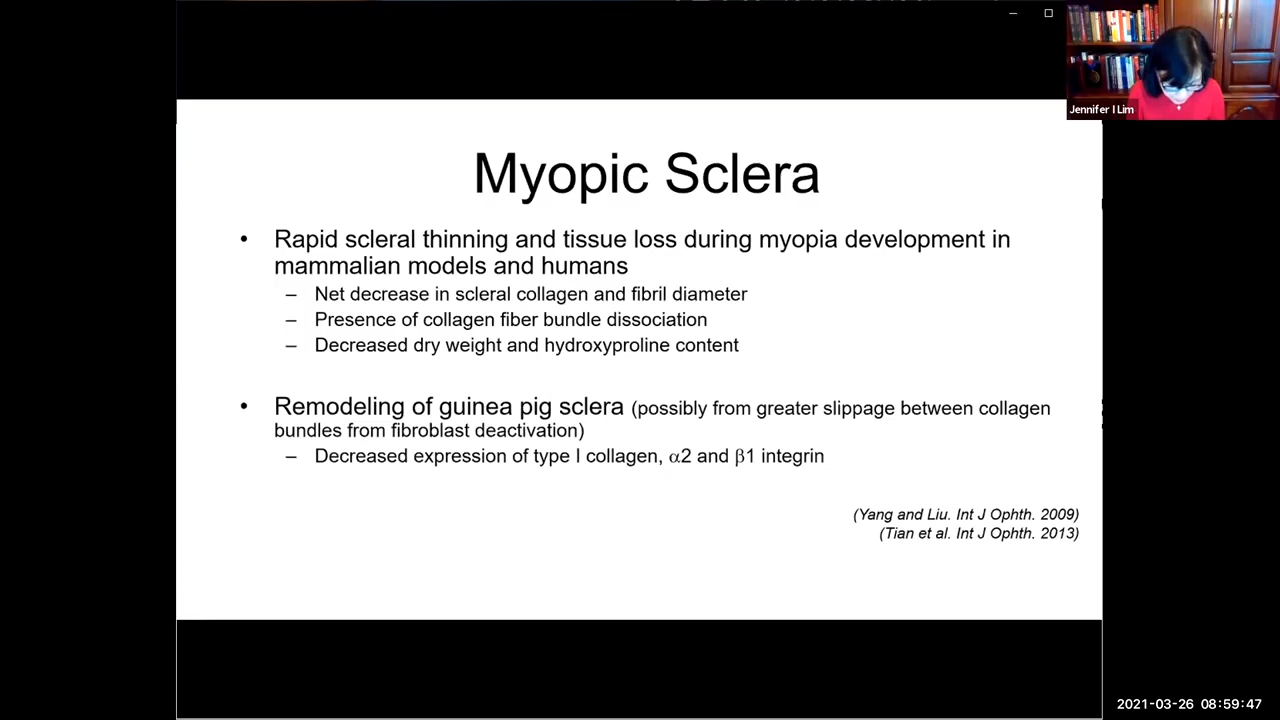 Jennifer I Lim
Myopic Sclera
• Rapid scleral thinning and tissue loss during myopia development in
mammalian models and humans
– Net decrease in scleral collagen and fibril diameter
– Presence of collagen fiber bundle dissociation
– Decreased dry weight and hydroxyproline content
• Remodeling of guinea pig sclera (possibly from greater slippage between collagen
bundles from fibroblast deactivation)
– Decreased expression of type I collagen, α2 and β1 integrin
(Yang and Liu. Int J Ophth. 2009)
(Tian et al. Int J Ophth. 2013)
2021-03-26 08:59:47